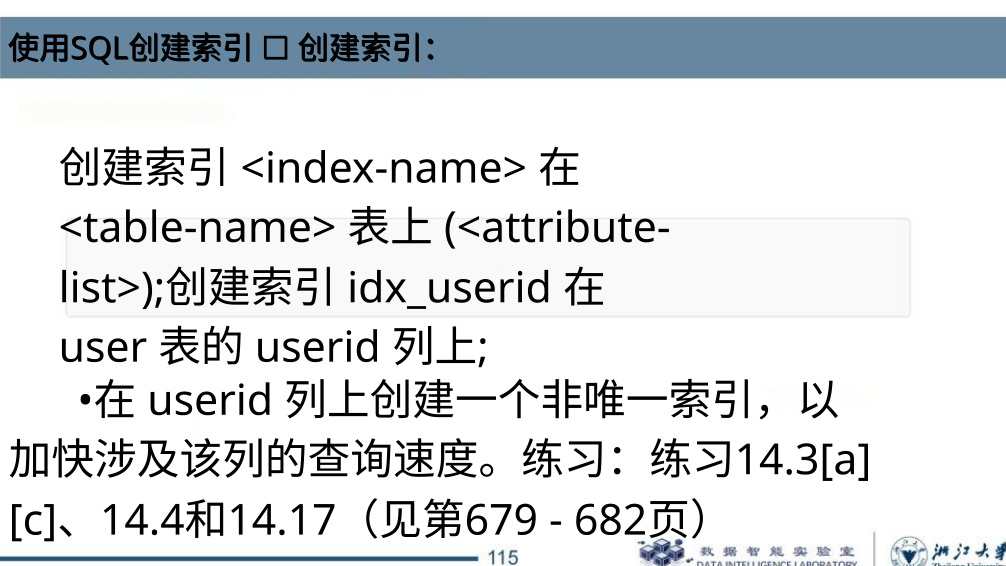 使用SQL创建索引 □ 创建索引：
创建索引 <index-name> 在
<table-name> 表上 (<attribute-
list>);创建索引 idx_userid 在
user 表的 userid 列上;
•在 userid 列上创建一个非唯一索引，以
加快涉及该列的查询速度。练习：练习14.3[a]
[c]、14.4和14.17（见第679 - 682页）
115
数据智能实验室
DATA INTELLIGENCE LABORATORY
浙江大学